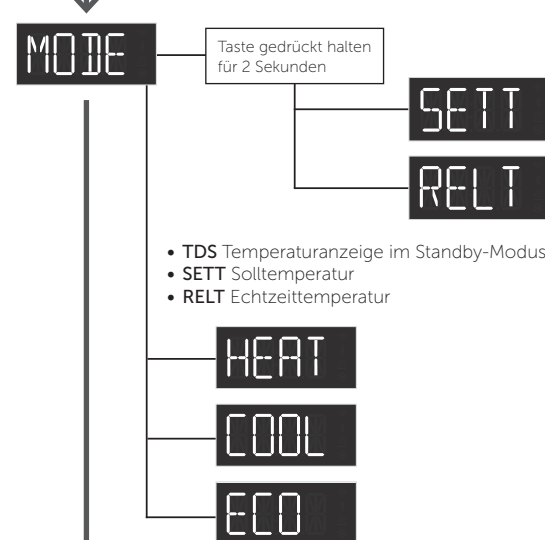 MODE
Taste gedrückt halten
für 2 Sekunden
SETT
RELT
• TDS Temperaturanzeige im Standby-Modus
• SETT Solltemperatur
• RELT Echtzeittemperatur
HEAT
COOL
ECO